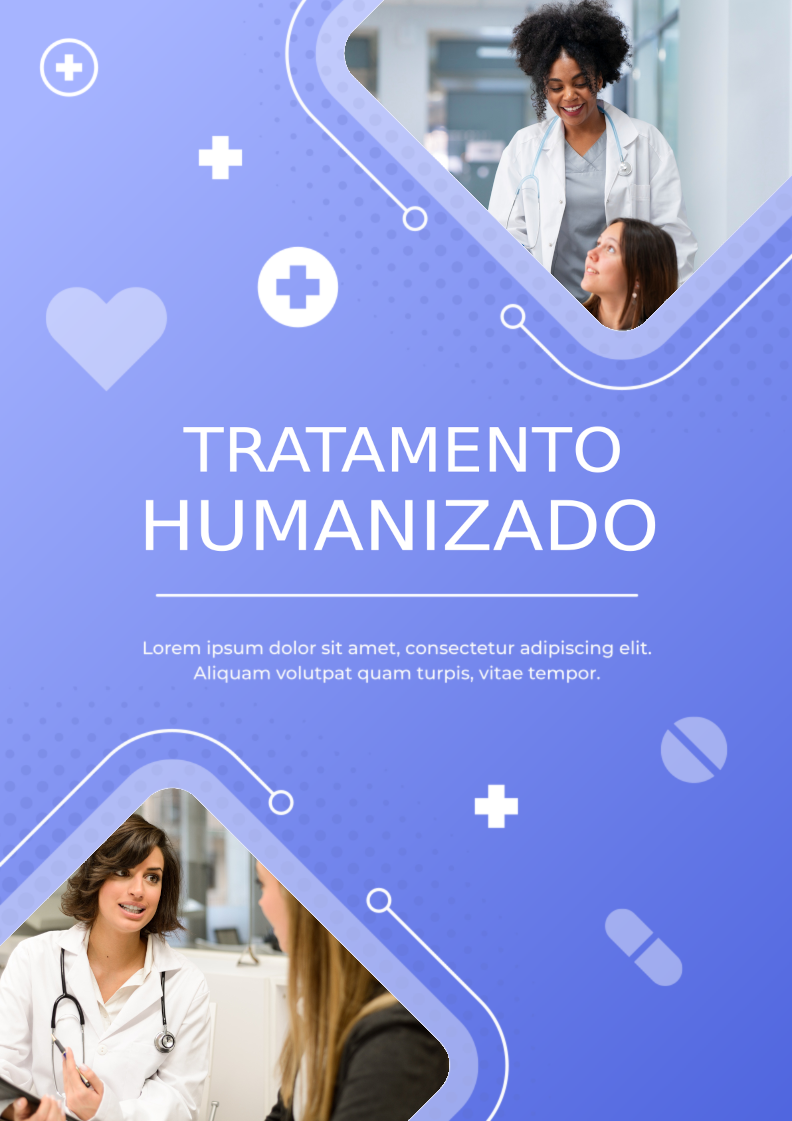 TRATAMENTO
HUMANIZADO
Lorem ipsum dolor sit amet, consectetur adipiscing elit.
Aliquam volutpat quam turpis, vitae tempor.